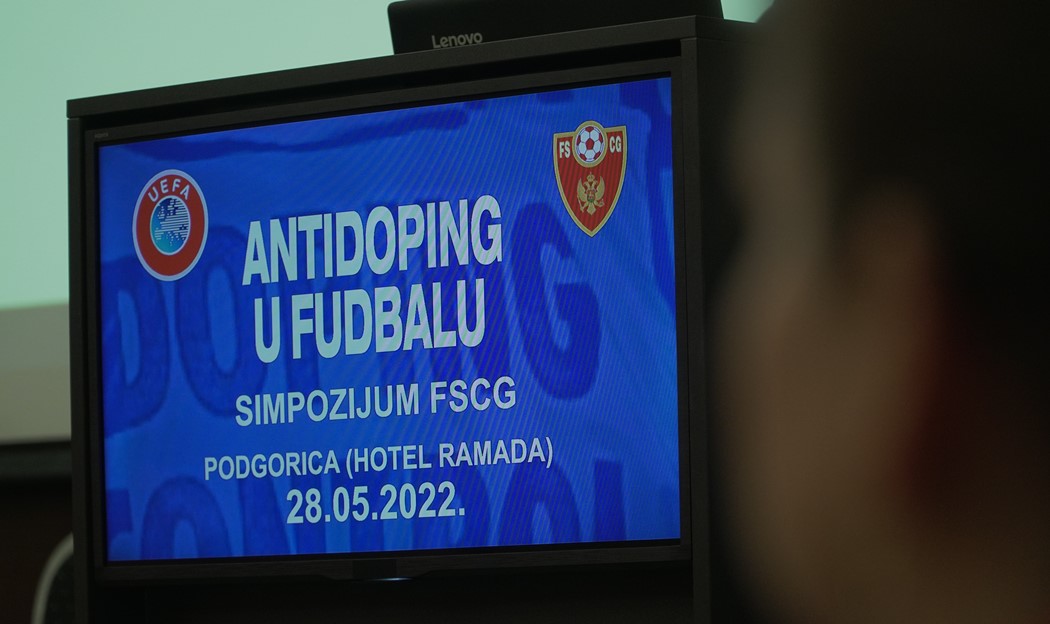 Lenovo
UEFA
FS CG
ANTIDOPING
U FUDBALU
SIMPOZIJUM FSCG
PODGORICA (HOTEL RAMADA)
28.05.2022.